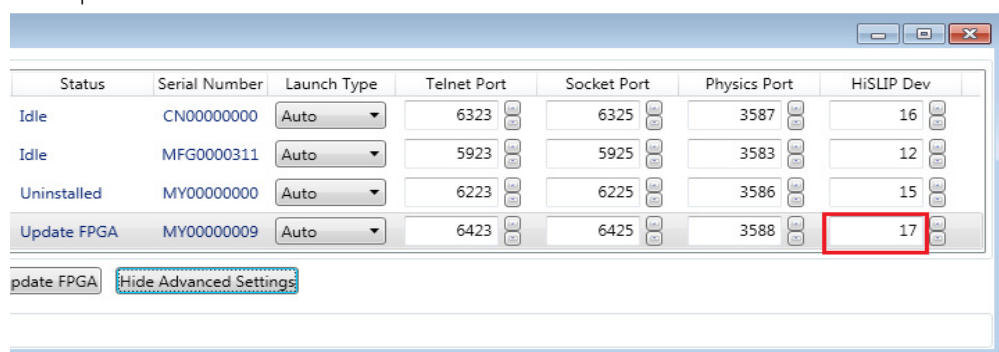 Status Serial Number Launch Type Telnet Port Socket Port Physics Port HiSLIP Dev
Idle CN00000000 Auto 6323 6325 3587 16
Idle MFG0000311 Auto 5923 5925 3583 12
Uninstalled MY00000000 Auto 6223 6225 3586 15
Update FPGA MY00000009 Auto 6423 6425 3588 17
pdate FPGA Hide Advanced Settings